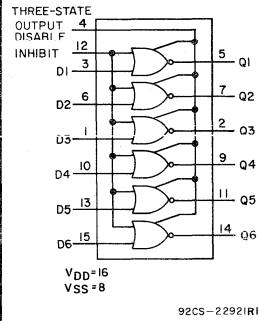 THREE-STATE
OUTPUT 4
DISABLE
INHIBIT 12
D1 3 5 Q1
D2 6 7 Q2
D3 1 2 Q3
D4 10 9 Q4
D5 13 11 Q5
D6 15 14 Q6
VDD=16
VSS=8
92CS-22921R1